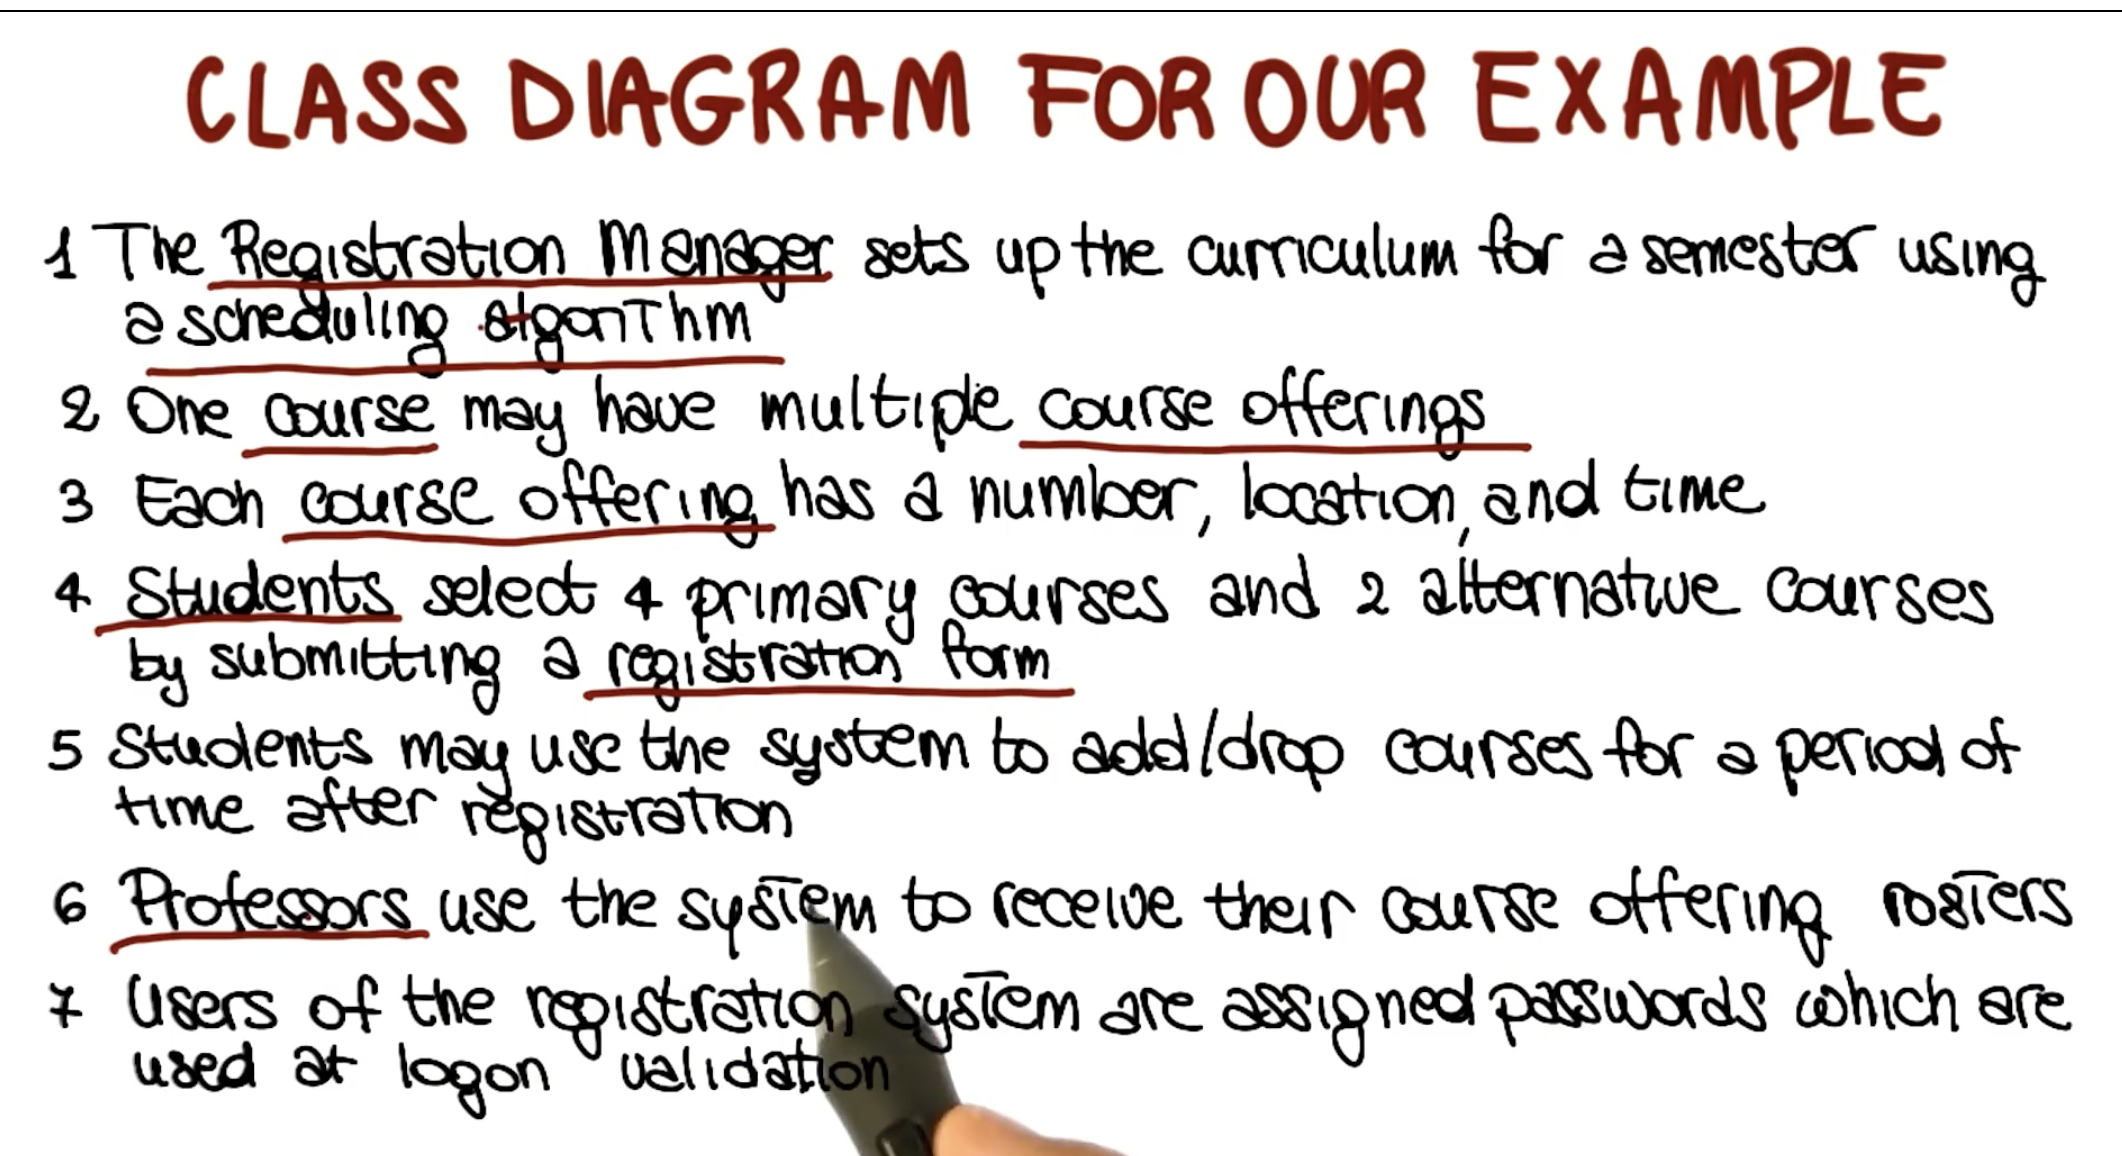 CLASS DIAGRAM FOR OUR EXAMPLE
1 The Registration Manager sets up the curriculum for a semester using
a scheduling algorithm
2 One course may have multiple course offerings
3 Each course offering has a number, location, and time
4 Students select 4 primary courses and 2 alternative courses
by submitting a registration form
5 Students may use the system to add/drop courses for a period of
time after registration
6 Professors use the system to receive their course offering rosters
7 Users of the registration system are assigned passwords which are
used at logon validation